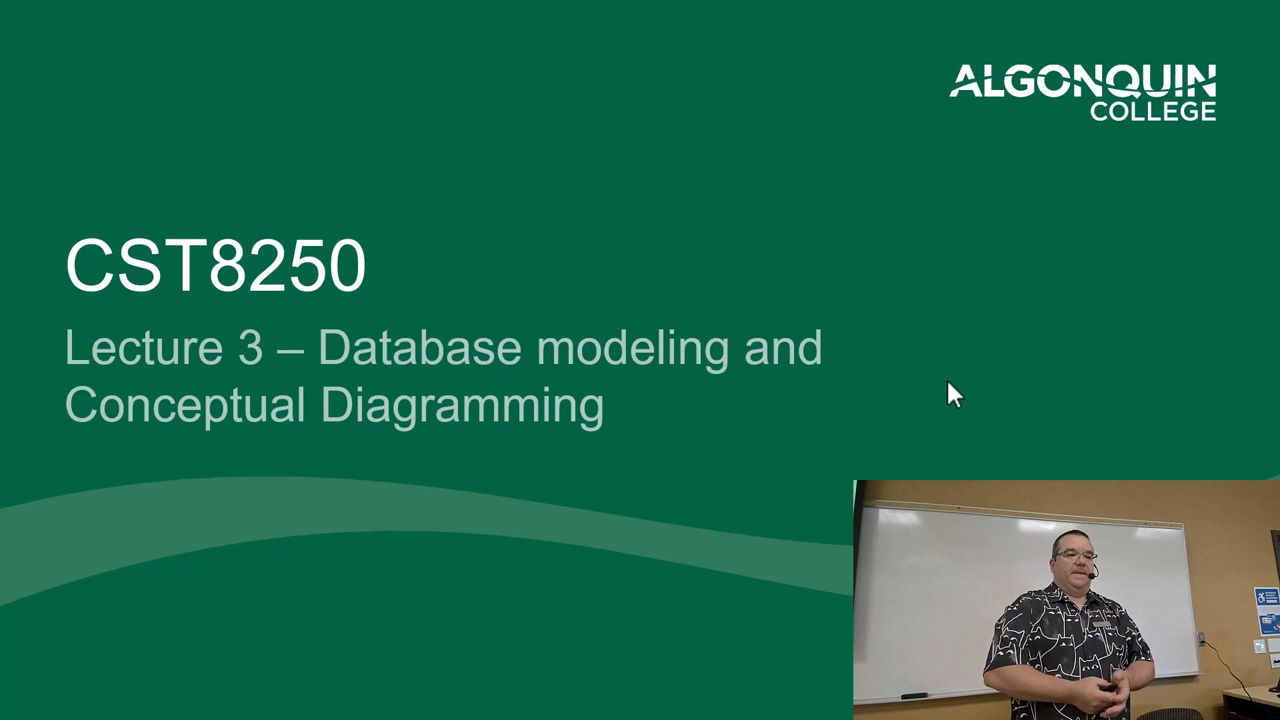 ALGONQUIN
COLLEGE
CST8250
Lecture 3 – Database modeling and
Conceptual Diagramming